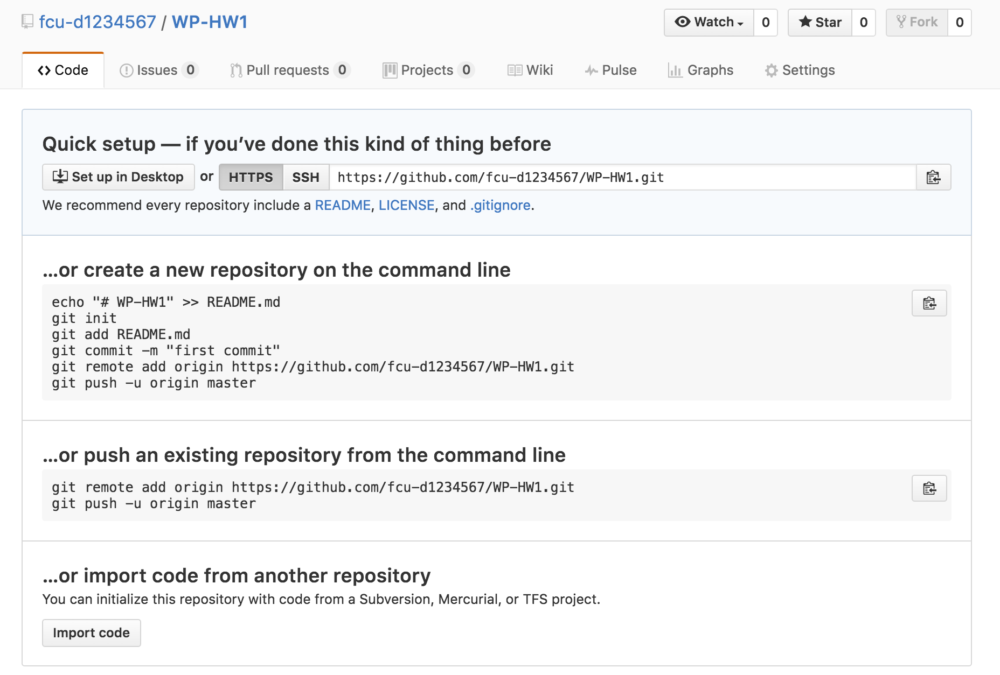 fcu-d1234567 / WP-HW1
Watch 0 Star 0 Fork 0
Code Issues 0 Pull requests 0 Projects 0 Wiki Pulse Graphs Settings
Quick setup — if you’ve done this kind of thing before
Set up in Desktop or HTTPS SSH https://github.com/fcu-d1234567/WP-HW1.git
We recommend every repository include a README, LICENSE, and .gitignore.
…or create a new repository on the command line
echo "# WP-HW1" >> README.md
git init
git add README.md
git commit -m "first commit"
git remote add origin https://github.com/fcu-d1234567/WP-HW1.git
git push -u origin master
…or push an existing repository from the command line
git remote add origin https://github.com/fcu-d1234567/WP-HW1.git
git push -u origin master
…or import code from another repository
You can initialize this repository with code from a Subversion, Mercurial, or TFS project.
Import code